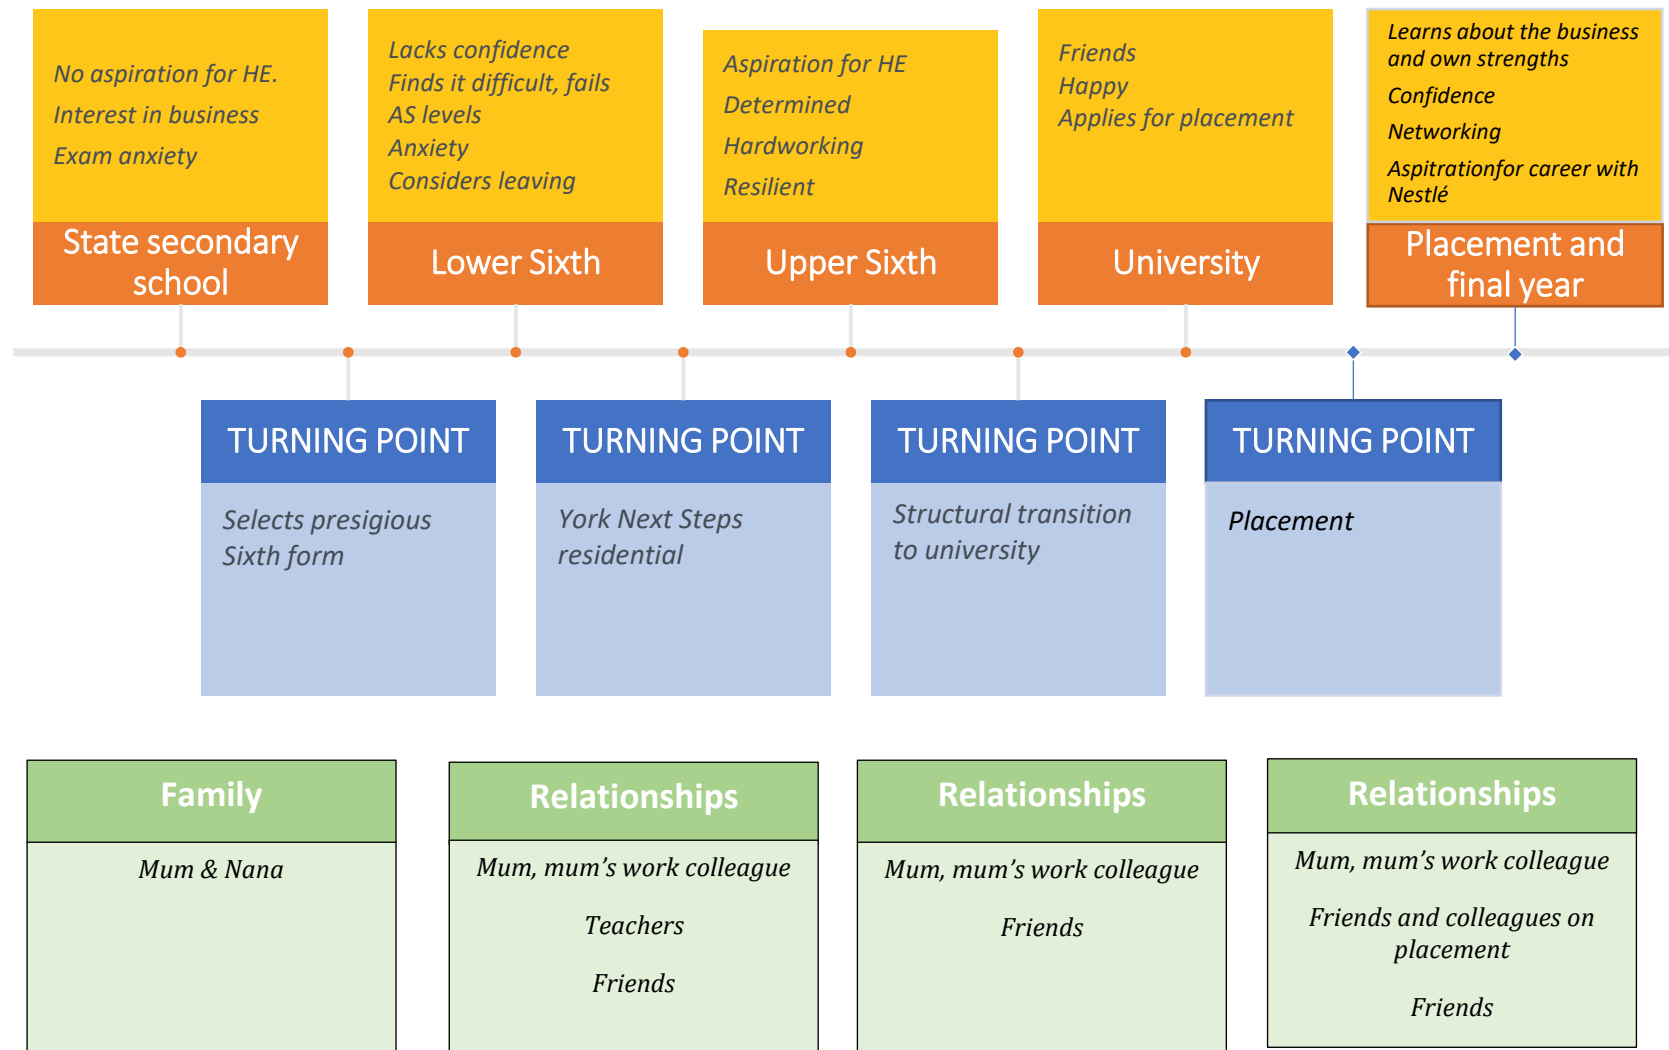 No aspiration for HE.
Interest in business
Exam anxiety
State secondary
school
Lacks confidence
Finds it difficult, fails
AS levels
Anxiety
Considers leaving
Lower Sixth
Aspiration for HE
Determined
Hardworking
Resilient
Upper Sixth
Friends
Happy
Applies for placement
University
Learns about the business
and own strengths
Confidence
Networking
Aspitrationfor career with
Nestlé
Placement and
final year
TURNING POINT
Selects presigious
Sixth form
TURNING POINT
York Next Steps
residential
TURNING POINT
Structural transition
to university
TURNING POINT
Placement
Family
Mum & Nana
Relationships
Mum, mum’s work colleague
Teachers
Friends
Relationships
Mum, mum’s work colleague
Friends
Relationships
Mum, mum’s work colleague
Friends and colleagues on
placement
Friends